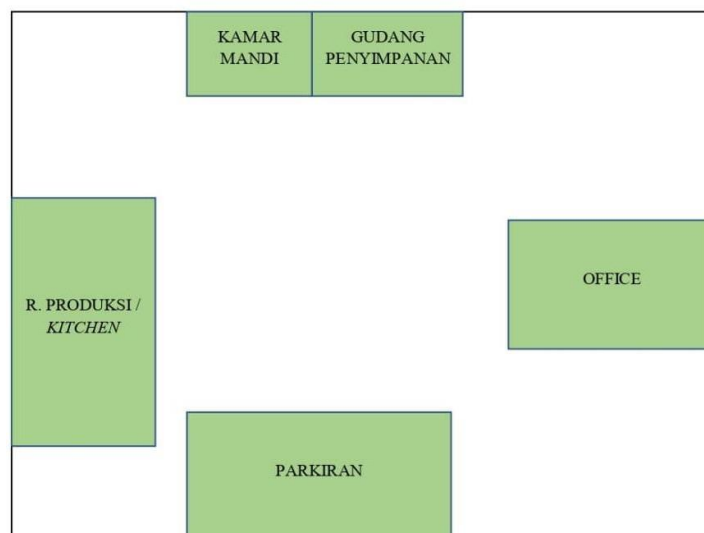 KAMAR
MANDI
GUDANG
PENYIMPANAN
OFFICE
R. PRODUKSI /
KITCHEN
PARKIRAN